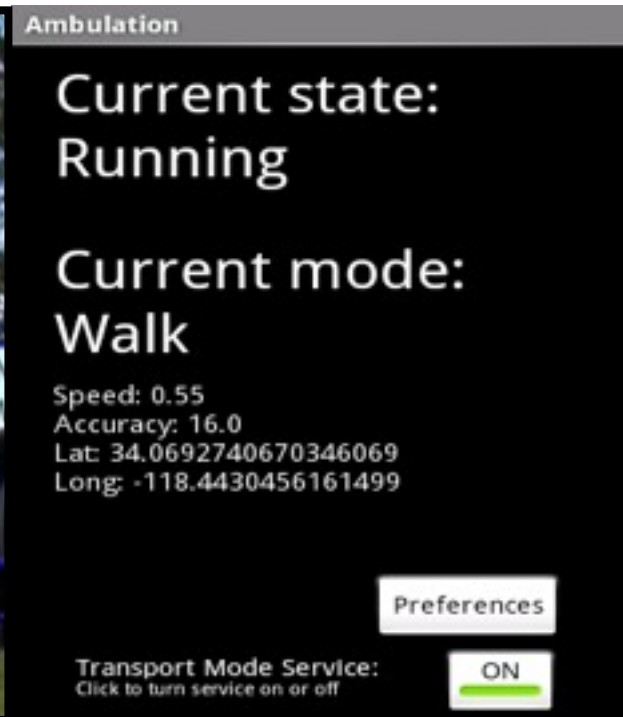 Ambulation
Current state:
Running
Current mode:
Walk
Speed: 0.55
Accuracy: 16.0
Lat: 34.0692740670346069
Long: -118.4430456161499
Preferences
Transport Mode Service:
ON
Click to turn service on or off